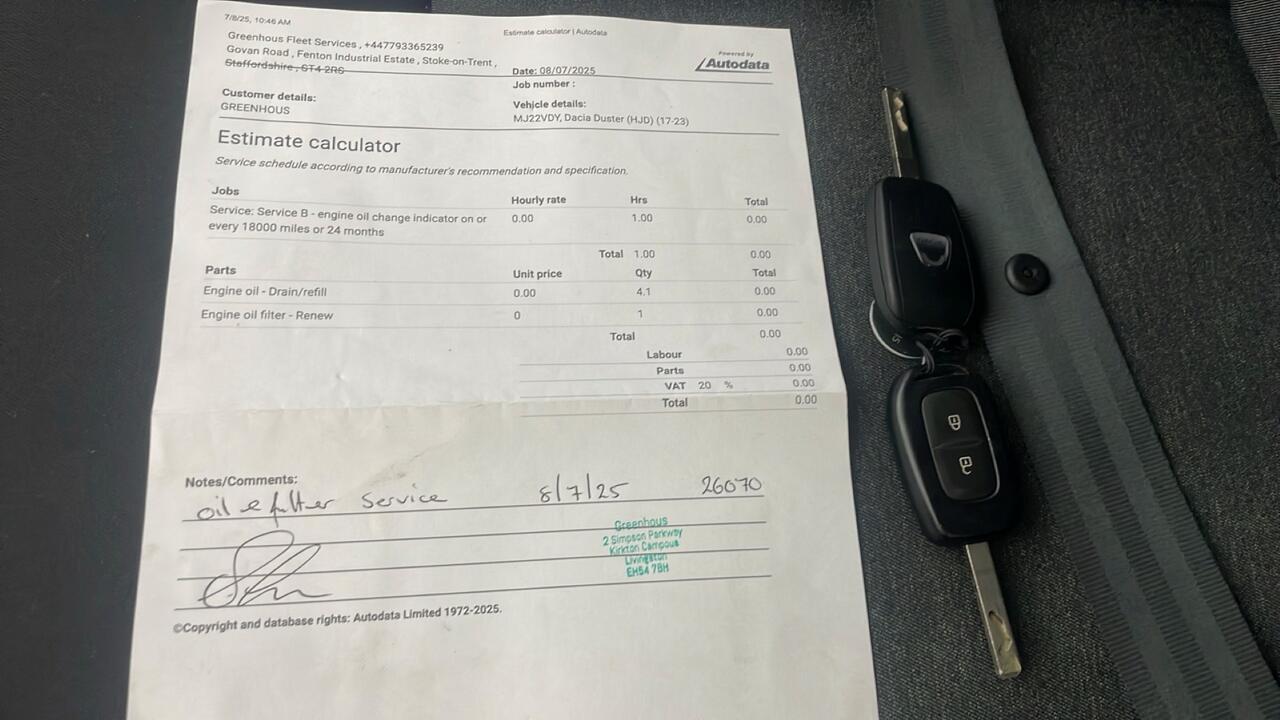 7/8/25, 10:46 AM
Estimate calculator | Autodata
Greenhous Fleet Services , +447793365239
Govan Road , Fenton Industrial Estate , Stoke-on-Trent ,
Staffordshire , ST4 2RS
Powered by
Autodata
Date: 08/07/2025
Job number :
Customer details:
GREENHOUS
Vehicle details:
MJ22VDY, Dacia Duster (HJD) (17-23)
Estimate calculator
Service schedule according to manufacturer's recommendation and specification.
Jobs Hourly rate Hrs Total
Service: Service B - engine oil change indicator on or 0.00 1.00 0.00
every 18000 miles or 24 months
Total 1.00 0.00
Parts Unit price Qty Total
Engine oil - Drain/refill 0.00 4.1 0.00
Engine oil filter - Renew 0 1 0.00
Total 0.00
Labour 0.00
Parts 0.00
VAT 20 % 0.00
Total 0.00
Notes/Comments:
oil e filter Service 8/7/25 26070
Greenhous
2 Simpson Parkway
Kirkton Campus
Livingston
EH54 7BH
©Copyright and database rights: Autodata Limited 1972-2025.